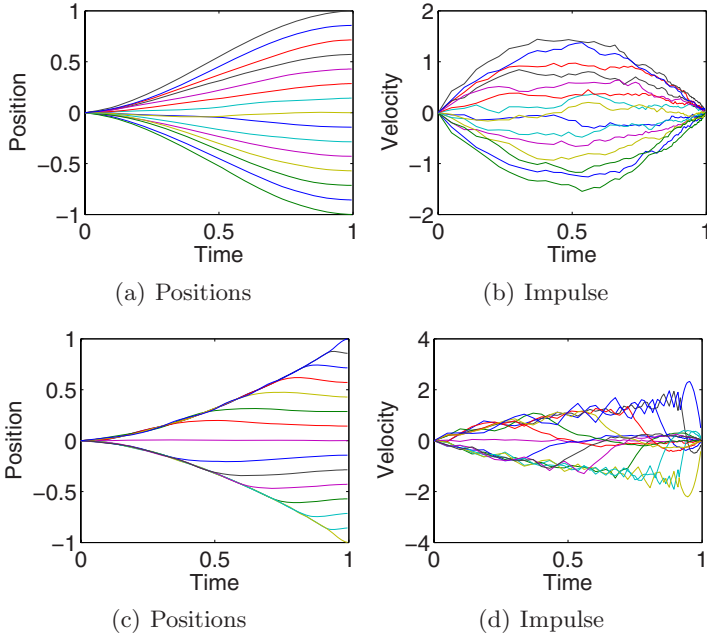 1
0.5
0
−0.5
−1
Position
0 0.5 1
Time
(a) Positions
2
1
0
−1
−2
Velocity
0 0.5 1
Time
(b) Impulse
1
0.5
0
−0.5
−1
Position
0 0.5 1
Time
(c) Positions
4
2
0
−2
−4
Velocity
0 0.5 1
Time
(d) Impulse